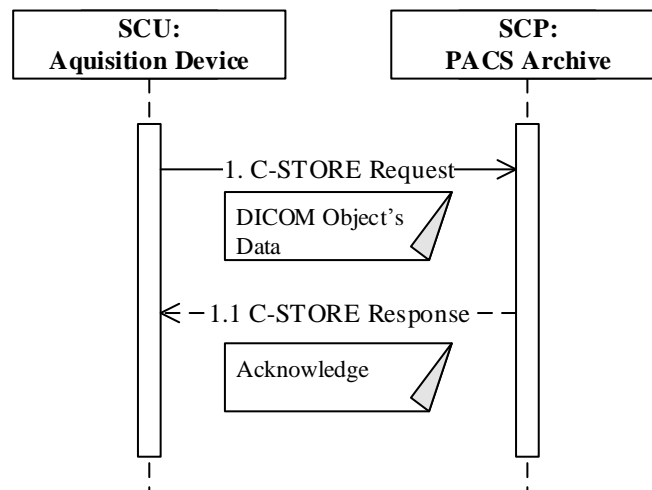 SCU:
Aquisition Device
SCP:
PACS Archive
1. C-STORE Request
DICOM Object's
Data
1.1 C-STORE Response
Acknowledge